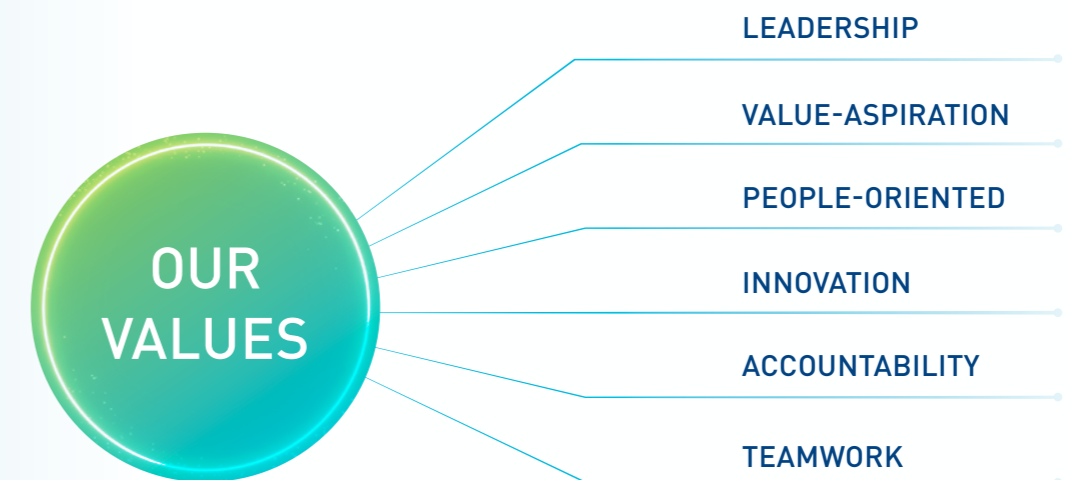 OUR
VALUES
LEADERSHIP
VALUE-ASPIRATION
PEOPLE-ORIENTED
INNOVATION
ACCOUNTABILITY
TEAMWORK